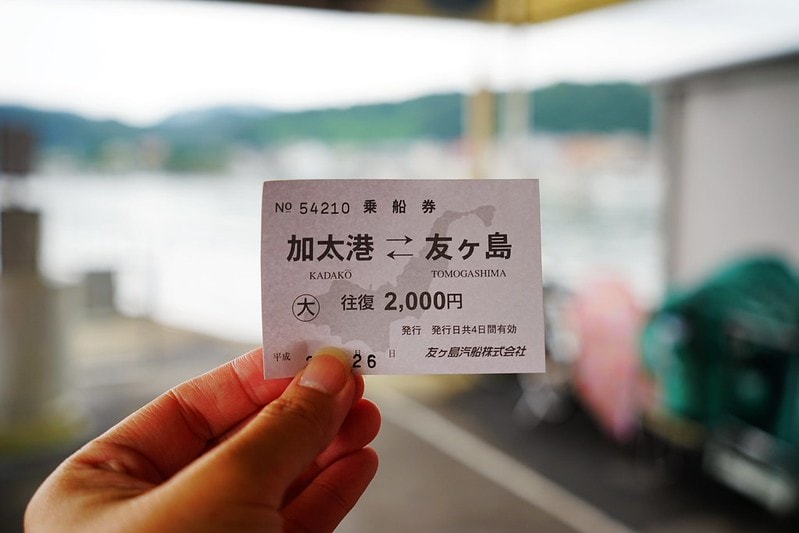 No 54210 乗船券
加太港 ⇄ 友ヶ島
KADAKŌ TOMOGASHIMA
大 往復 2,000円
発行 発行日共4日間有効
平成 26 日 友ヶ島汽船株式会社